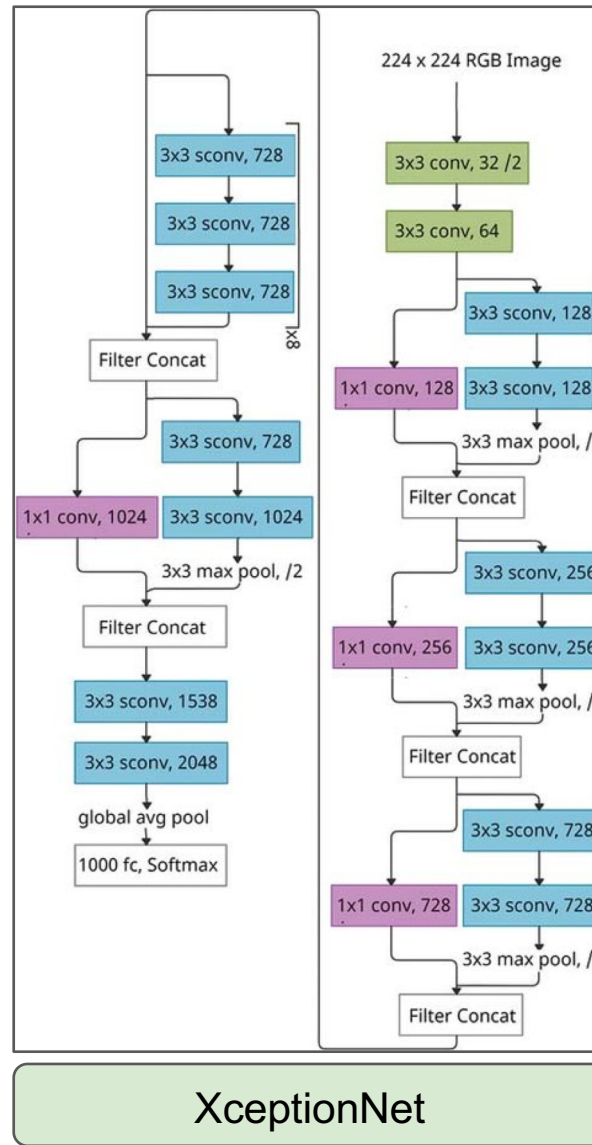 224 x 224 RGB Image
3x3 conv, 32 /2
3x3 conv, 64
3x3 sconv, 128
1x1 conv, 128
3x3 sconv, 128
3x3 max pool, /
Filter Concat
3x3 sconv, 256
1x1 conv, 256
3x3 sconv, 256
3x3 max pool, /
Filter Concat
3x3 sconv, 728
1x1 conv, 728
3x3 sconv, 728
3x3 max pool, /
Filter Concat
3x3 sconv, 728
3x3 sconv, 728
3x3 sconv, 728
x8
Filter Concat
3x3 sconv, 728
1x1 conv, 1024
3x3 sconv, 1024
3x3 max pool, /2
Filter Concat
3x3 sconv, 1538
3x3 sconv, 2048
global avg pool
1000 fc, Softmax
XceptionNet